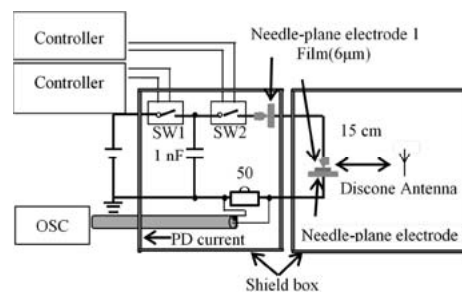 Controller
Controller
Needle-plane electrode 1
Film(6μm)
SW1
SW2
1 nF
15 cm
50
Discone Antenna
OSC
PD current
Needle-plane electrode
Shield box